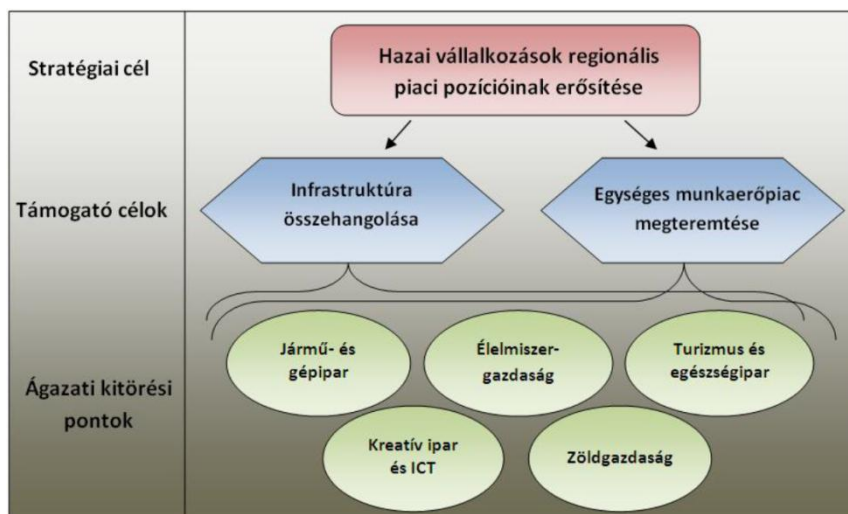 Stratégiai cél
Hazai vállalkozások regionális
piaci pozícióinak erősítése
Támogató célok
Infrastruktúra
összehangolása
Egységes munkaerőpiac
megteremtése
Ágazati kitörési
pontok
Jármű- és
gépipar
Élelmiszer-
gazdaság
Turizmus és
egészségipar
Kreatív ipar
és ICT
Zöldgazdaság